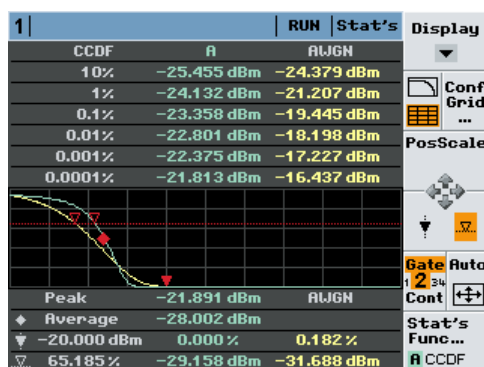 1 RUN Stat's Display
CCDF A AWGN
10% -25.455 dBm -24.379 dBm
1% -24.132 dBm -21.207 dBm
Conf Grid ...
0.1% -23.358 dBm -19.445 dBm
0.01% -22.801 dBm -18.198 dBm
PosScale
0.001% -22.375 dBm -17.227 dBm
0.0001% -21.813 dBm -16.437 dBm
Gate Auto
1 2 34
Cont
Peak -21.891 dBm AWGN
Average -28.002 dBm
Stat's Func...
-20.000 dBm 0.000% 0.182%
65.185% -29.158 dBm -31.688 dBm
A CCDF